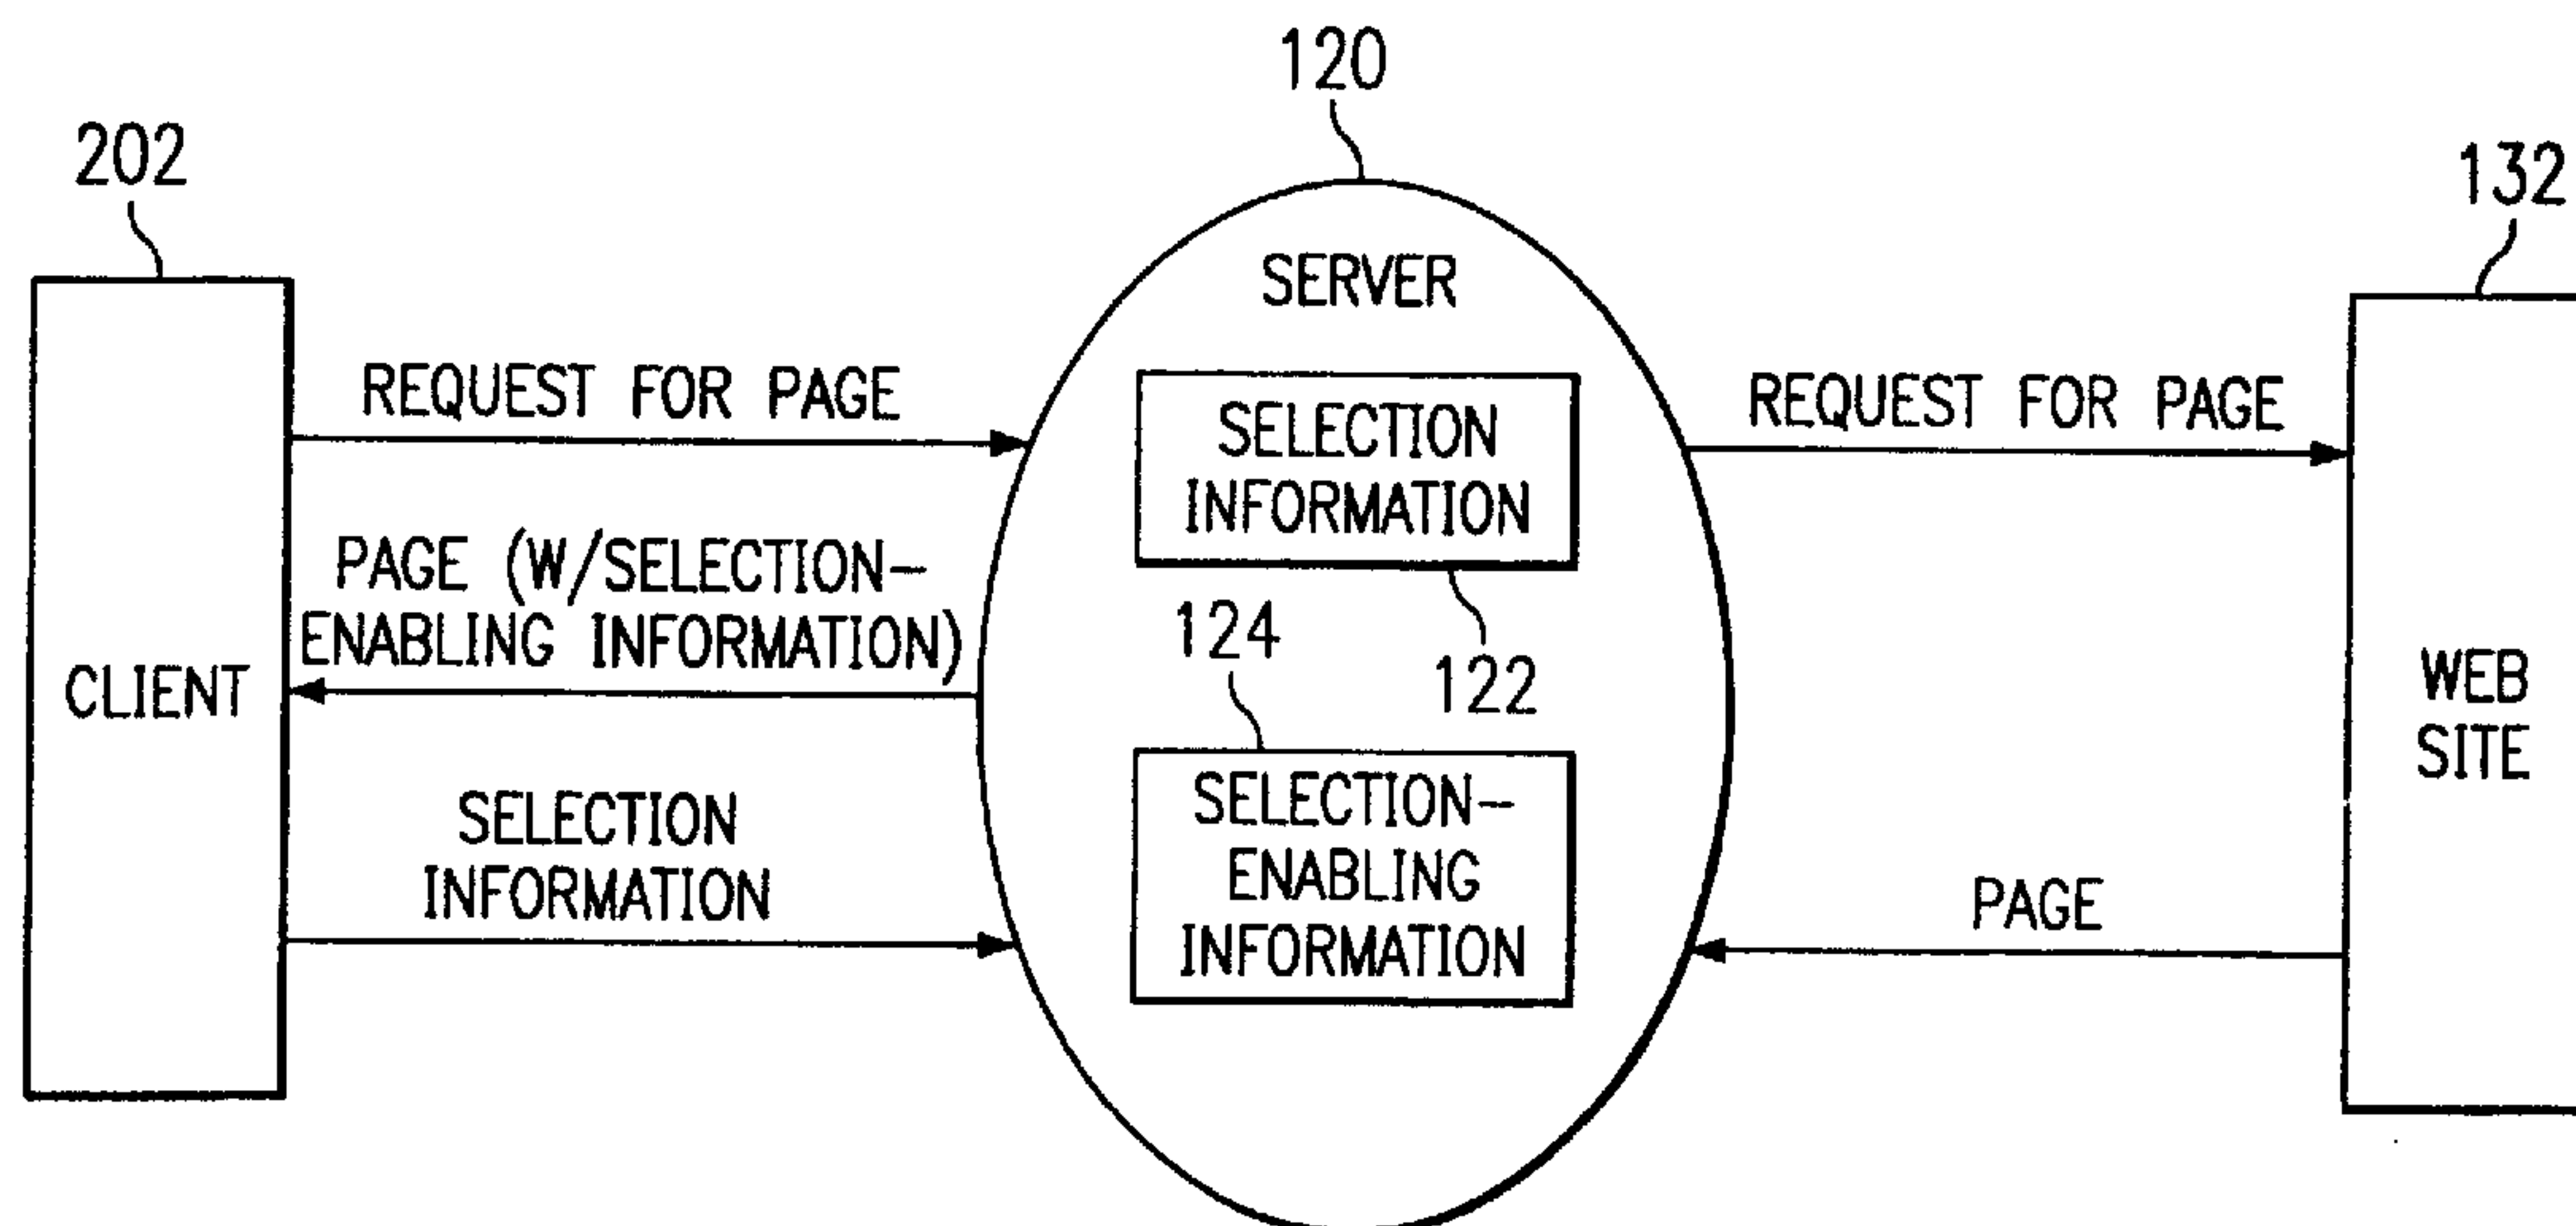 120
202
132
SERVER
REQUEST FOR PAGE
SELECTION
INFORMATION
REQUEST FOR PAGE
PAGE (W/SELECTION-
ENABLING INFORMATION)
124
122
CLIENT
WEB
SITE
SELECTION
INFORMATION
SELECTION-
ENABLING
INFORMATION
PAGE